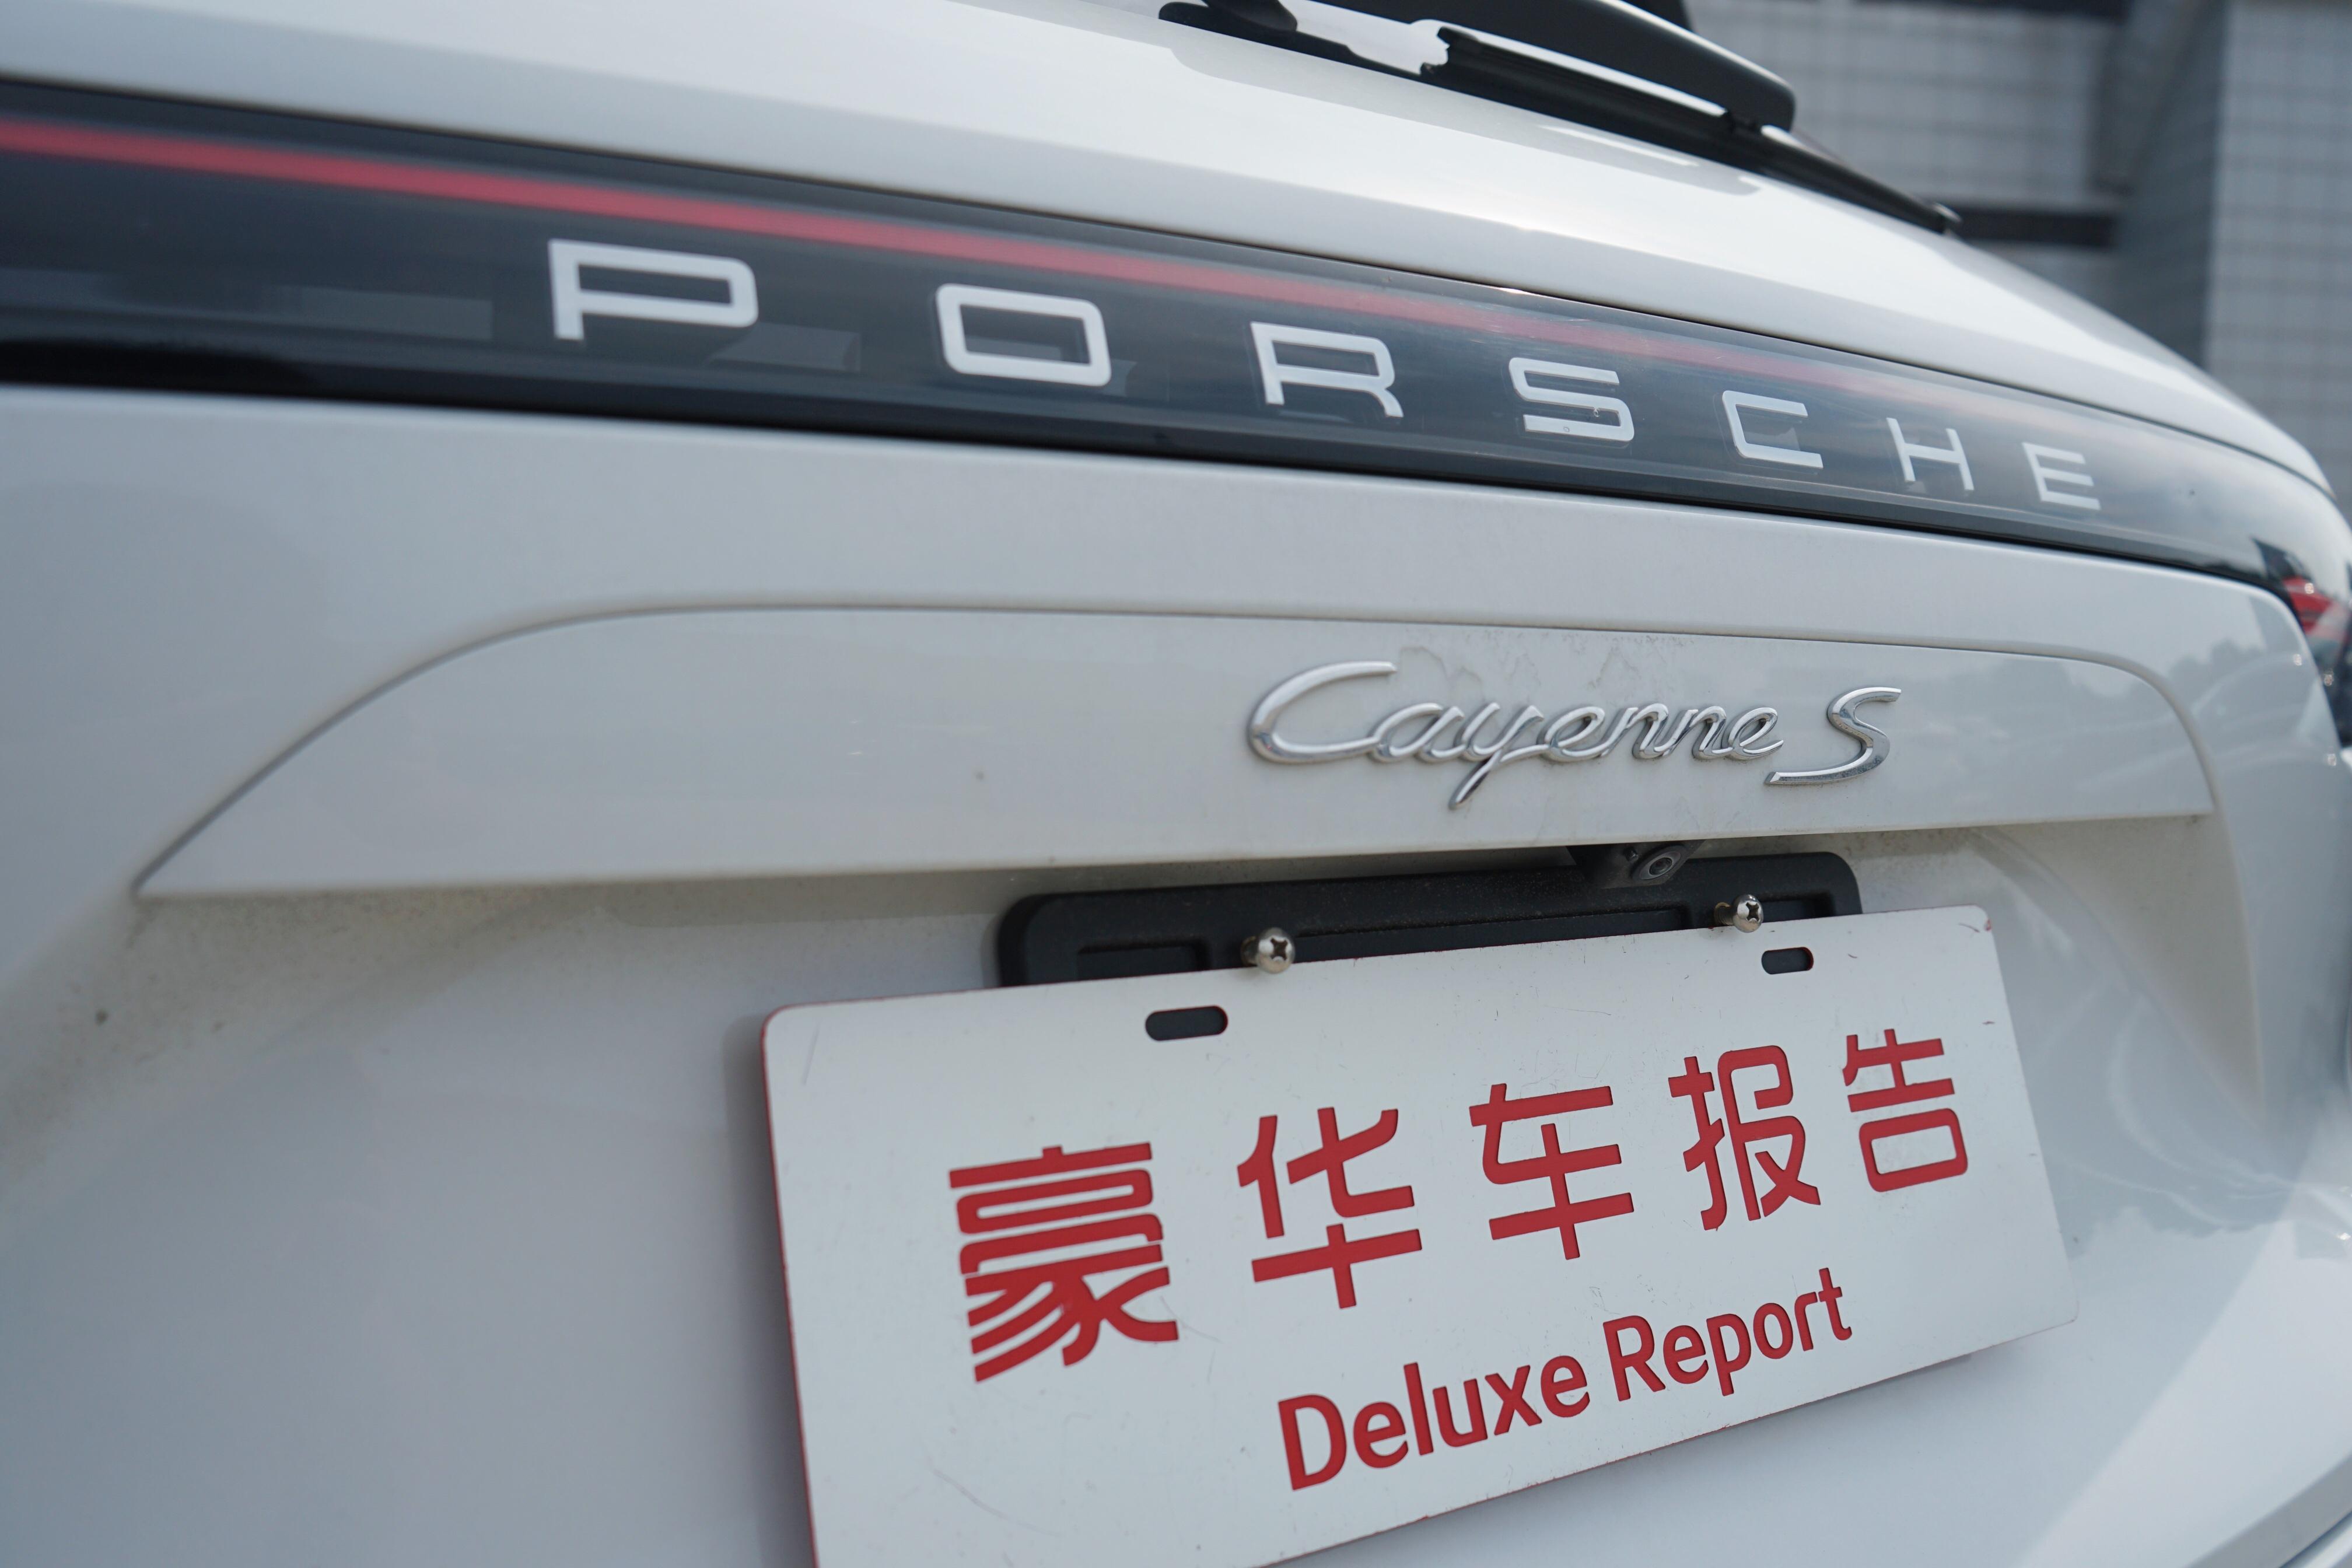 PORSCHE
Cayenne S
豪华车报告
Deluxe Report